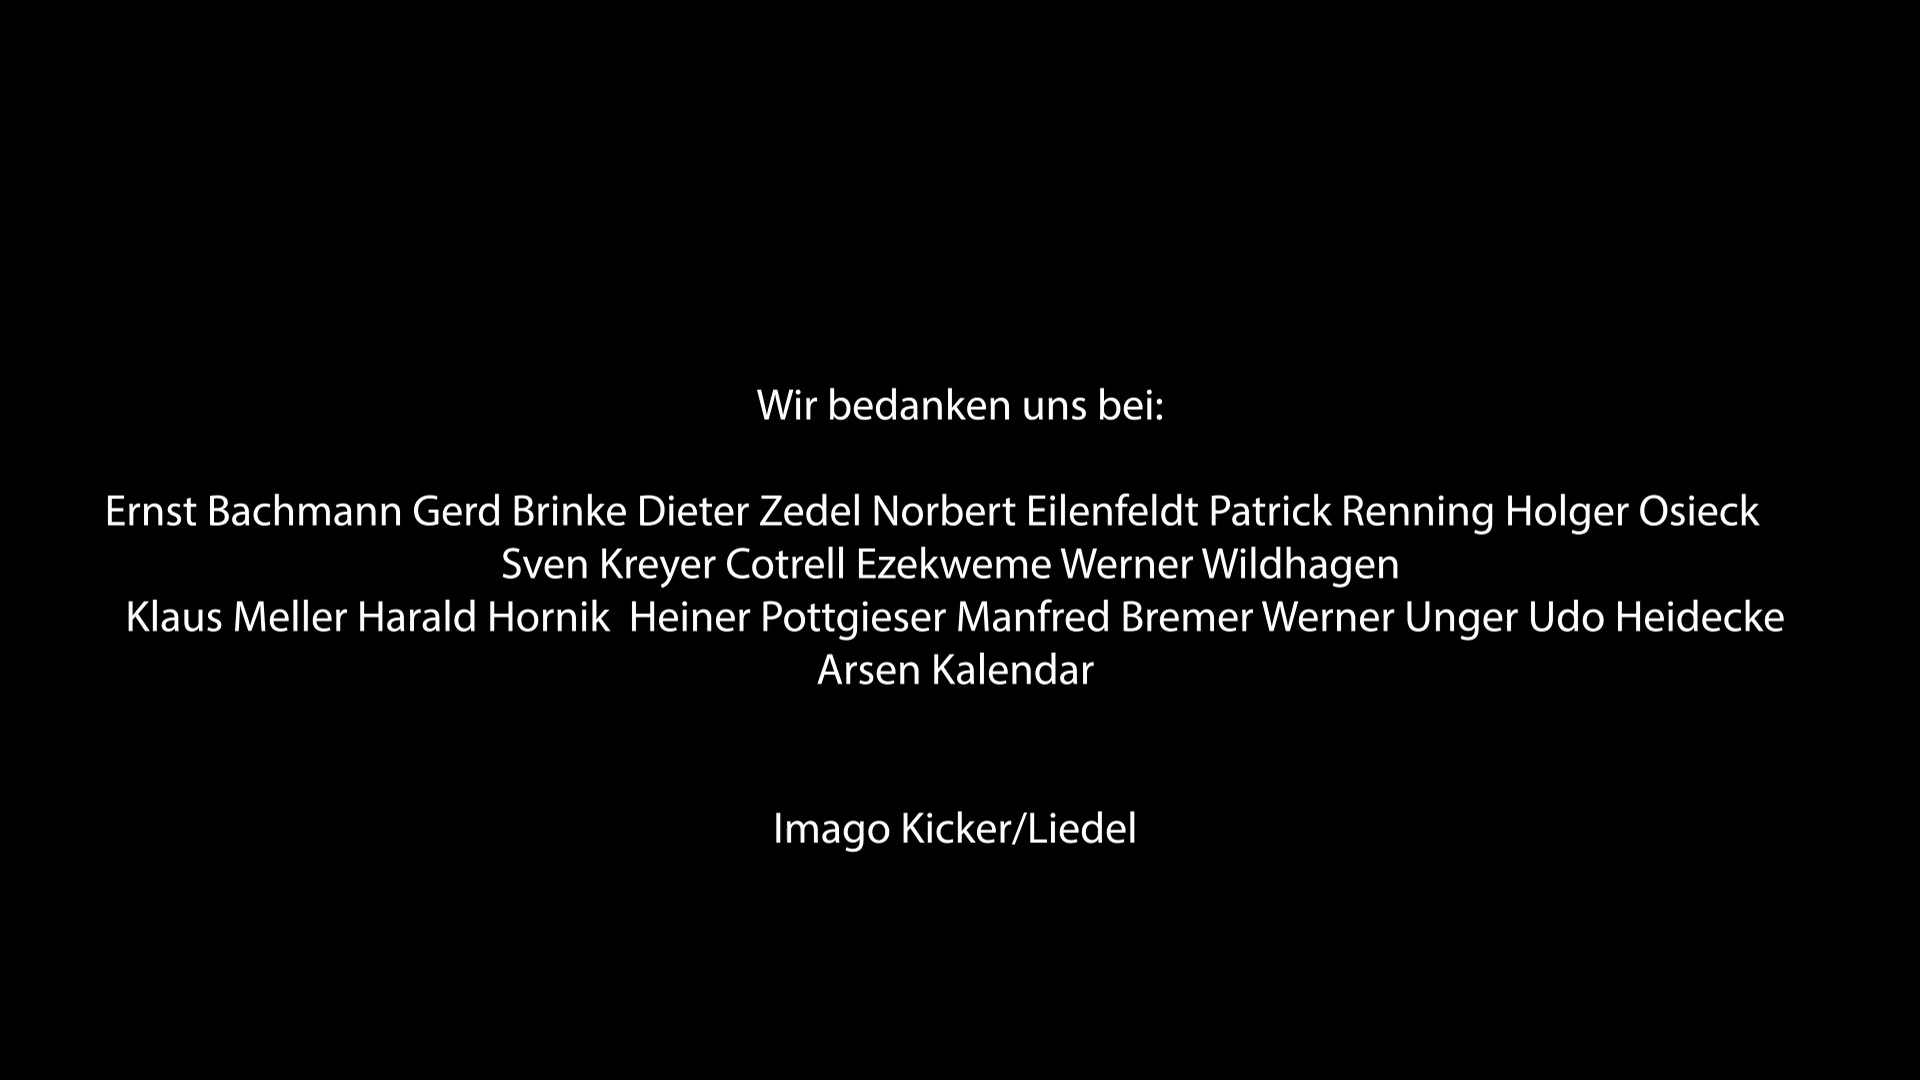 Wir bedanken uns bei:
Ernst Bachmann Gerd Brinke Dieter Zedel Norbert Eilenfeldt Patrick Renning Holger Osieck
Sven Kreyer Cotrell Ezekweme Werner Wildhagen
Klaus Meller Harald Hornik  Heiner Pottgieser Manfred Bremer Werner Unger Udo Heidecke
Arsen Kalendar
Imago Kicker/Liedel